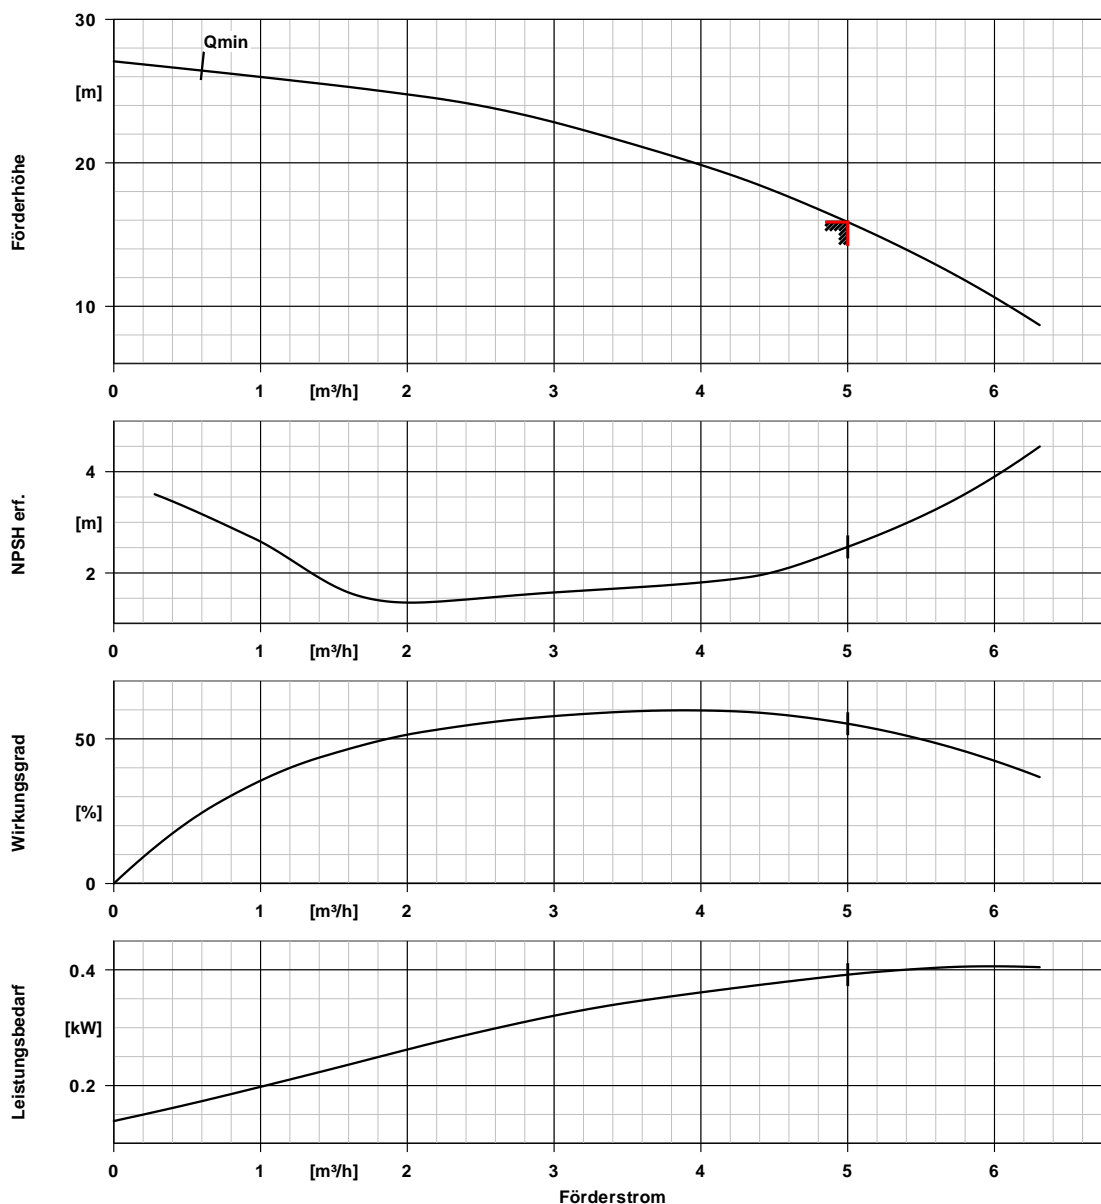 30
Qmin
[m]
Förderhöhe
20
10
0 1 [m³/h] 2 3 4 5 6
4
NPSH erf.
[m]
2
0 1 [m³/h] 2 3 4 5 6
50
Wirkungsgrad
[%]
0
0 1 [m³/h] 2 3 4 5 6
0.4
Leistungsbedarf
[kW]
0.2
0 1 [m³/h] 2 3 4 5 6
Förderstrom